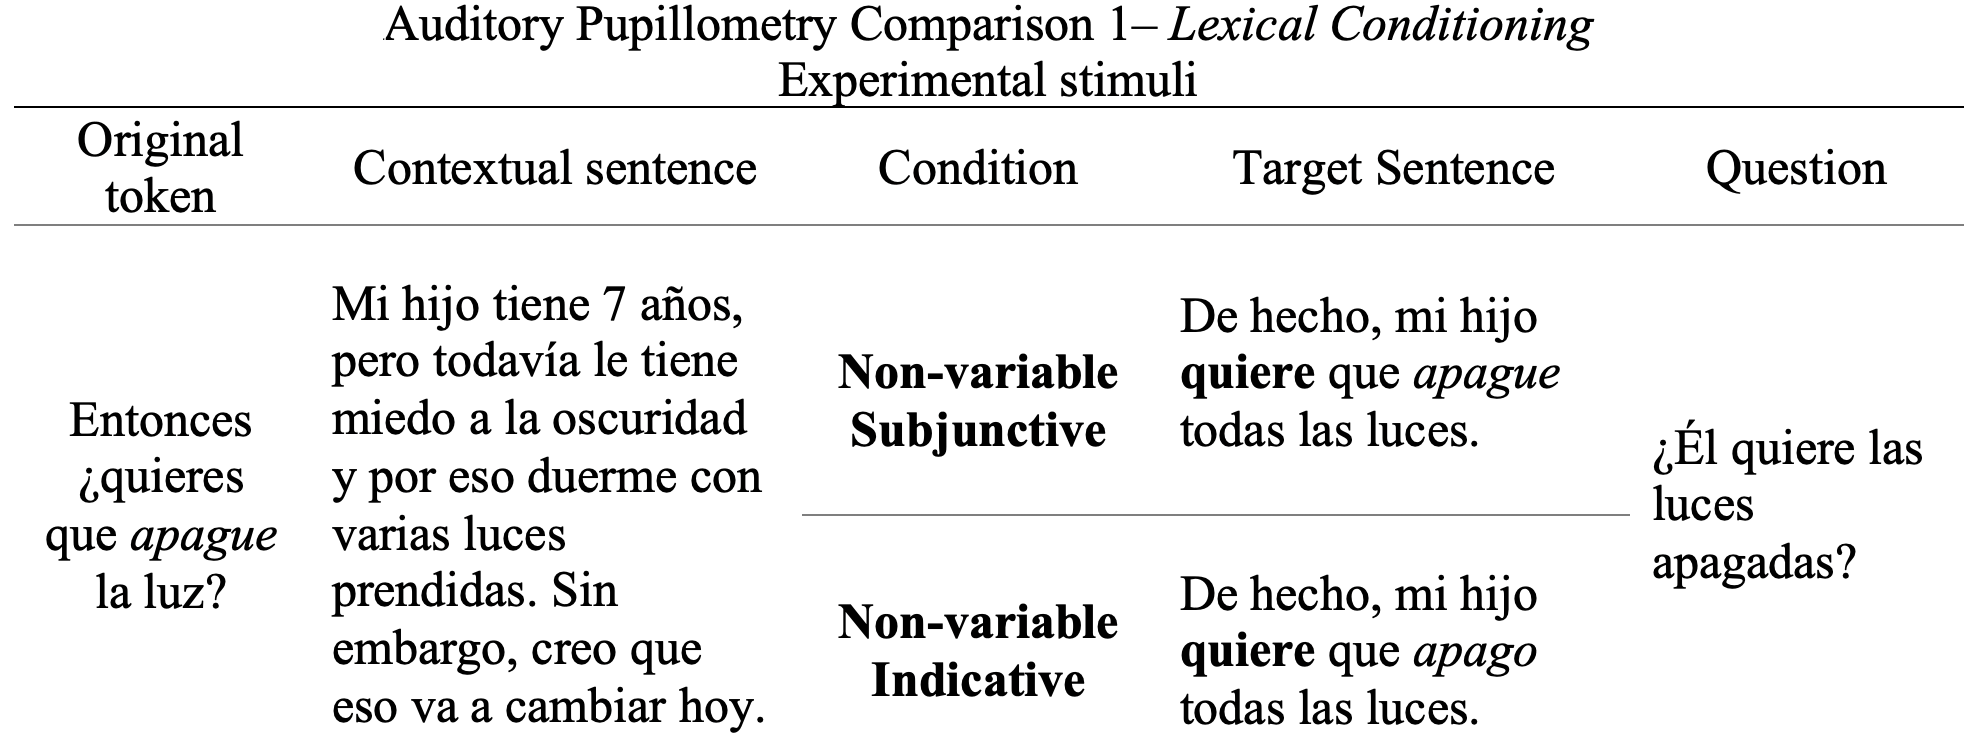 Auditory Pupillometry Comparison 1– Lexical Conditioning
Experimental stimuli
Original
token
Contextual sentence
Condition
Target Sentence
Question
Entonces
¿quieres
que apague
la luz?
Mi hijo tiene 7 años,
pero todavía le tiene
miedo a la oscuridad
y por eso duerme con
varias luces
prendidas. Sin
embargo, creo que
eso va a cambiar hoy.
Non-variable
Subjunctive
De hecho, mi hijo
quiere que apague
todas las luces.
Non-variable
Indicative
De hecho, mi hijo
quiere que apago
todas las luces.
¿Él quiere las
luces
apagadas?